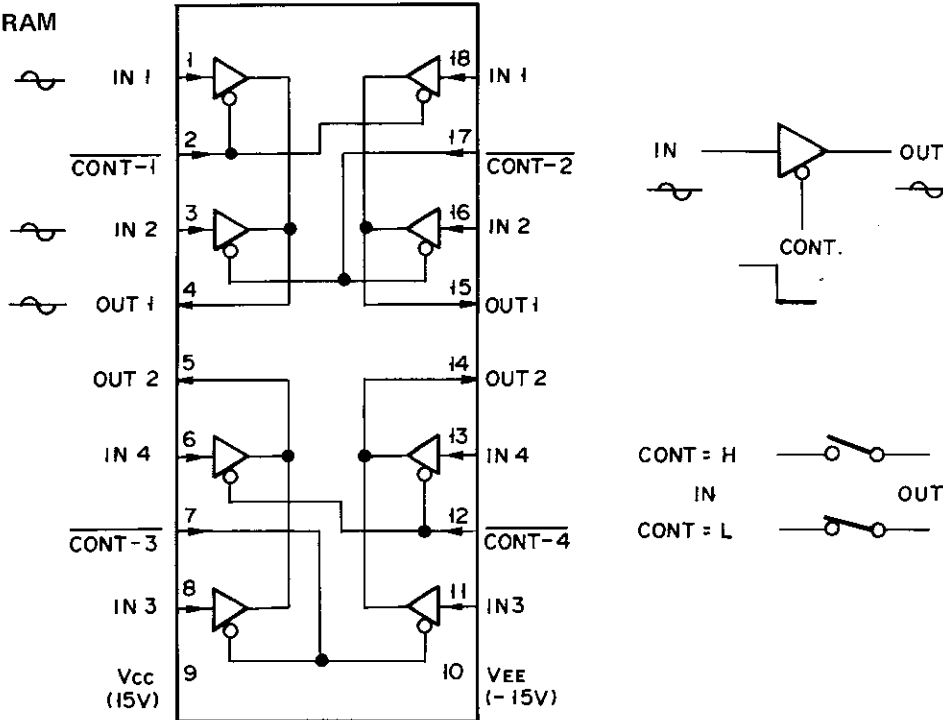 RAM
1 18
IN 1 IN 1
2 17
CONT-1 CONT-2
IN OUT
3 16
IN 2 IN 2
CONT.
4 15
OUT 1 OUT 1
5 14
OUT 2 OUT 2
6 13
IN 4 IN 4
CONT = H
IN OUT
7 12
CONT-3 CONT-4
CONT = L
8 11
IN 3 IN 3
Vcc 9 10 VEE
(15V) (-15V)